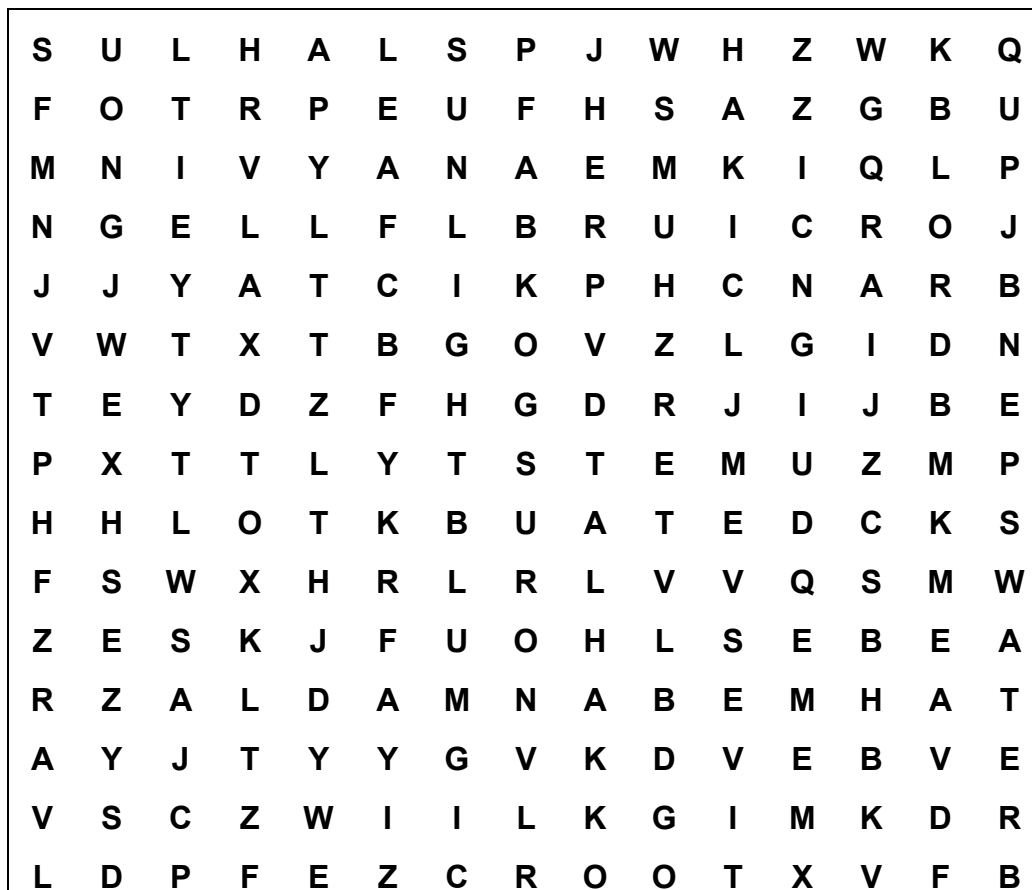 S U L H A L S P J W H Z W K Q
F O T R P E U F H S A Z G B U
M N I V Y A N A E M K I Q L P
N G E L L F L B R U I C R O J
J J Y A T C I K P H C N A R B
V W T X T B G O V Z L G I D N
T E Y D Z F H G D R J I J B E
P X T T L Y T S T E M U Z M P
H H L O T K B U A T E D C K S
F S W X H R L R L V V Q S M W
Z E S K J F U O H L S E B E A
R Z A L D A M N A B E M H A T
A Y J T Y Y G V K D V E B V E
V S C Z W I I L K G I M K D R
L D P F E Z C R O O T X V F B